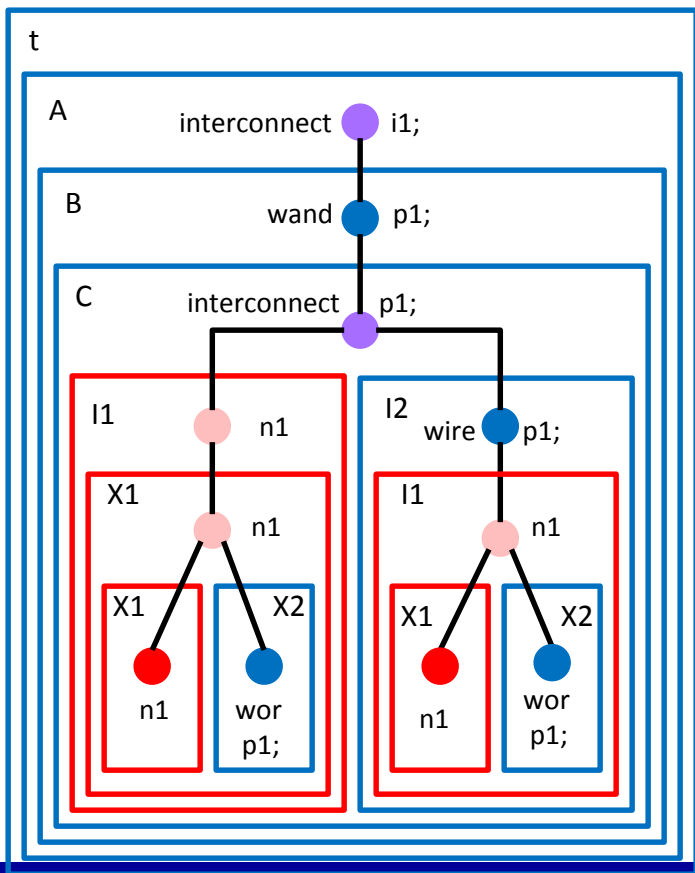 t
A
interconnect i1;
B
wand p1;
C
interconnect p1;
I1
n1
I2
wire p1;
X1
n1
I1
n1
X1
X2
X1
X2
n1
wor
p1;
n1
wor
p1;